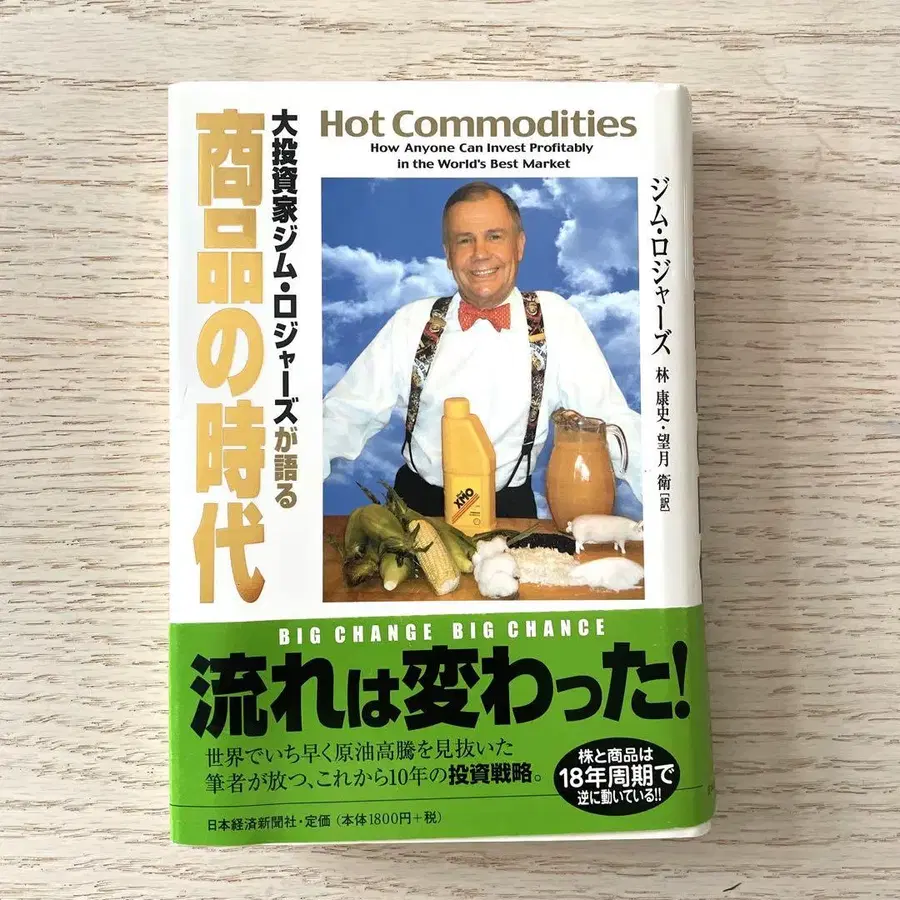 Hot Commodities
How Anyone Can Invest Profitably
in the World's Best Market
大投資家ジム・ロジャーズが語る
商品の時代
ジム・ロジャーズ
林 康史・望月 衛[訳]
XMO
BIG CHANGE BIG CHANCE
流れは変わった!
世界でいち早く原油高騰を見抜いた
筆者が放つ、これから10年の投資戦略。
株と商品は
18年周期で
逆に動いている!!
日本経済新聞社・定価(本体1800円+税)